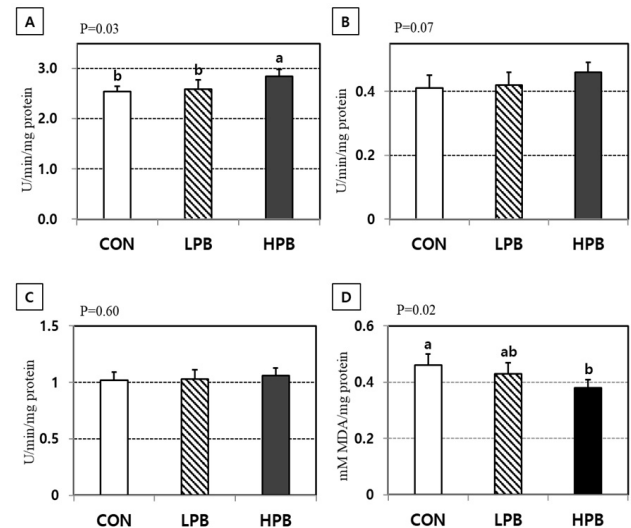 A
P=0.03
U/min/mg protein
3.0
2.0
1.0
0.0
b
b
a
CON LPB HPB
B
P=0.07
U/min/mg protein
0.4
0.2
0
CON LPB HPB
C
P=0.60
U/min/mg protein
1.5
1
0.5
0
CON LPB HPB
D
P=0.02
mM MDA/mg protein
0.6
0.4
0.2
0
a
ab
b
CON LPB HPB